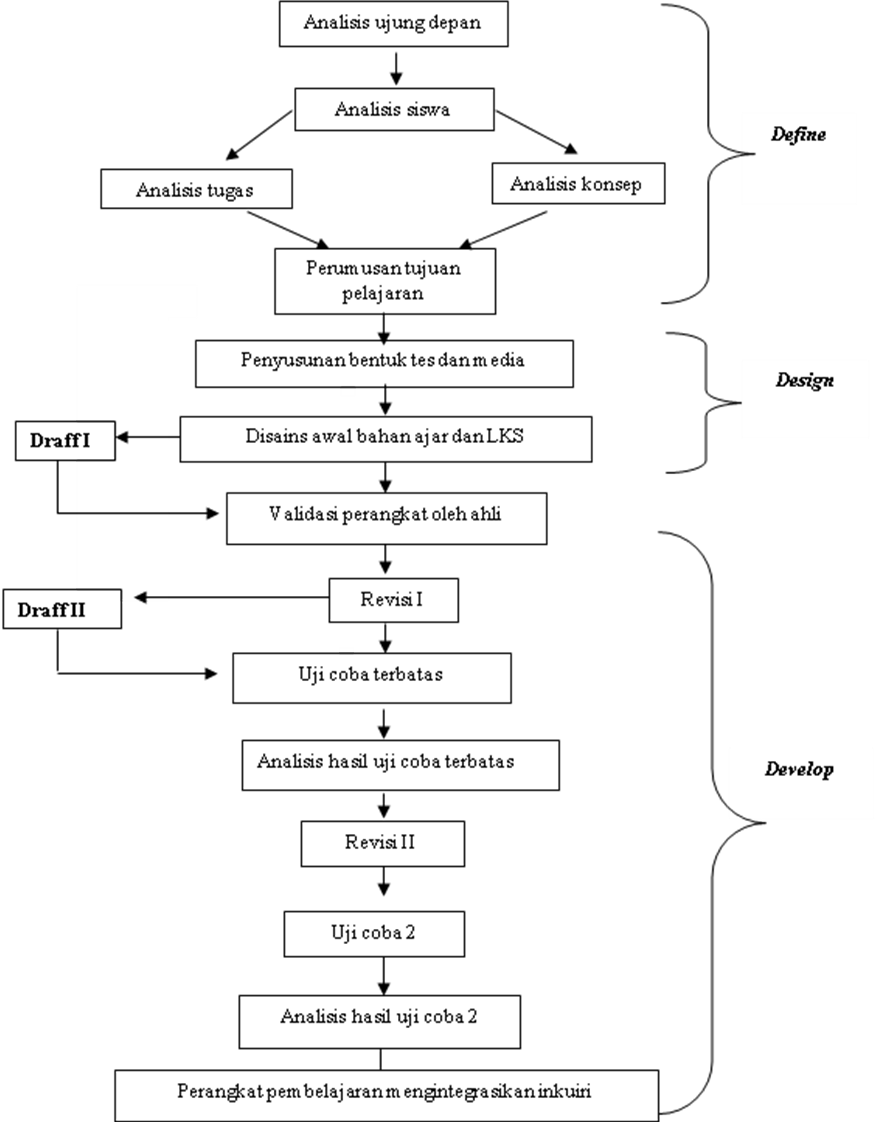 Analisis ujung depan
Analisis siswa
Define
Analisis tugas
Analisis konsep
Perumusan tujuan
pelajaran
Penyusunan bentuk tes dan media
Design
Draff I
Disains awal bahan ajar dan LKS
Validasi perangkat oleh ahli
Draff II
Revisi I
Uji coba terbatas
Analisis hasil uji coba terbatas
Develop
Revisi II
Uji coba 2
Analisis hasil uji coba 2
Perangkat pembelajaran mengintegrasikan inkuiri